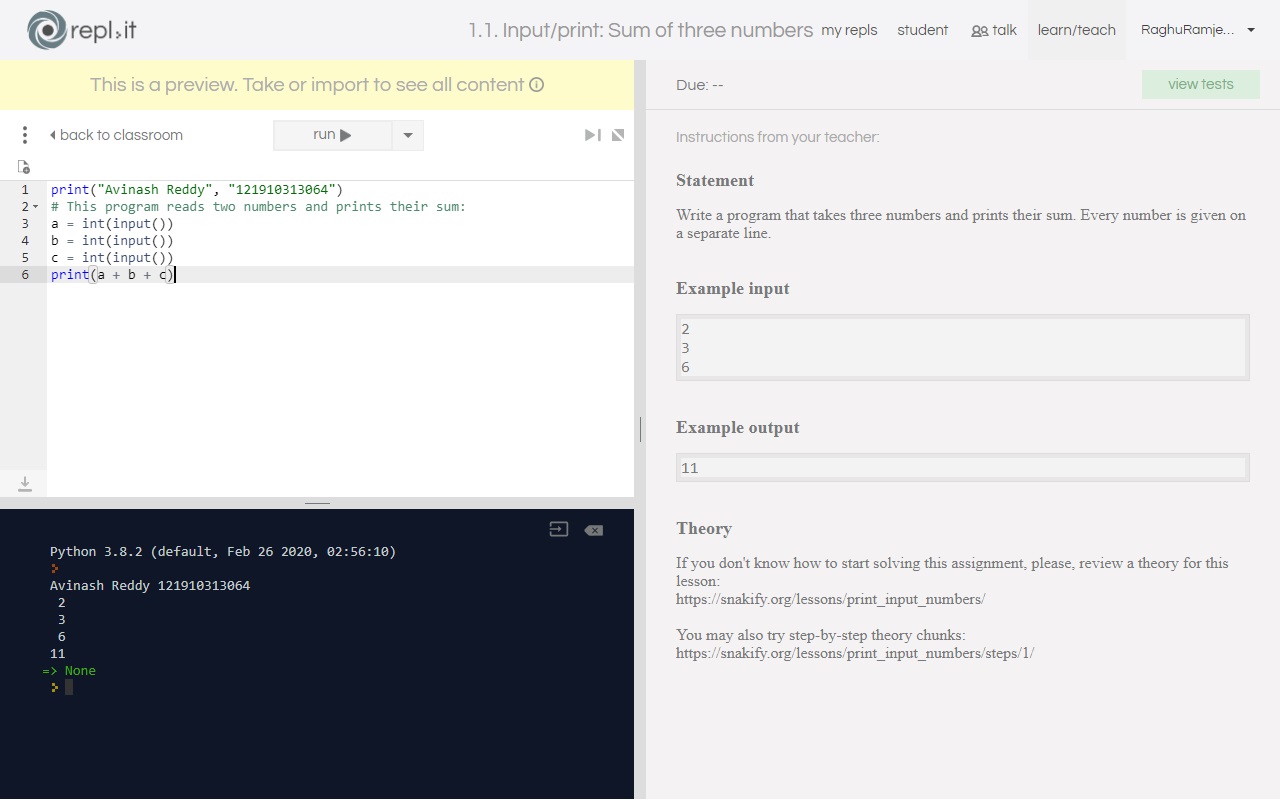 repl.it
1.1. Input/print: Sum of three numbers
my repls
student
talk
learn/teach
RaghuRamje...
This is a preview. Take or import to see all content
back to classroom
run
1 print("Avinash Reddy", "121910313064")
2 # This program reads two numbers and prints their sum:
3 a = int(input())
4 b = int(input())
5 c = int(input())
6 print(a + b + c)
Python 3.8.2 (default, Feb 26 2020, 02:56:10)
Avinash Reddy 121910313064
2
3
6
11
=> None
Due: --
view tests
Instructions from your teacher:
Statement
Write a program that takes three numbers and prints their sum. Every number is given on
a separate line.
Example input
2
3
6
Example output
11
Theory
If you don't know how to start solving this assignment, please, review a theory for this
lesson:
https://snakify.org/lessons/print_input_numbers/
You may also try step-by-step theory chunks:
https://snakify.org/lessons/print_input_numbers/steps/1/